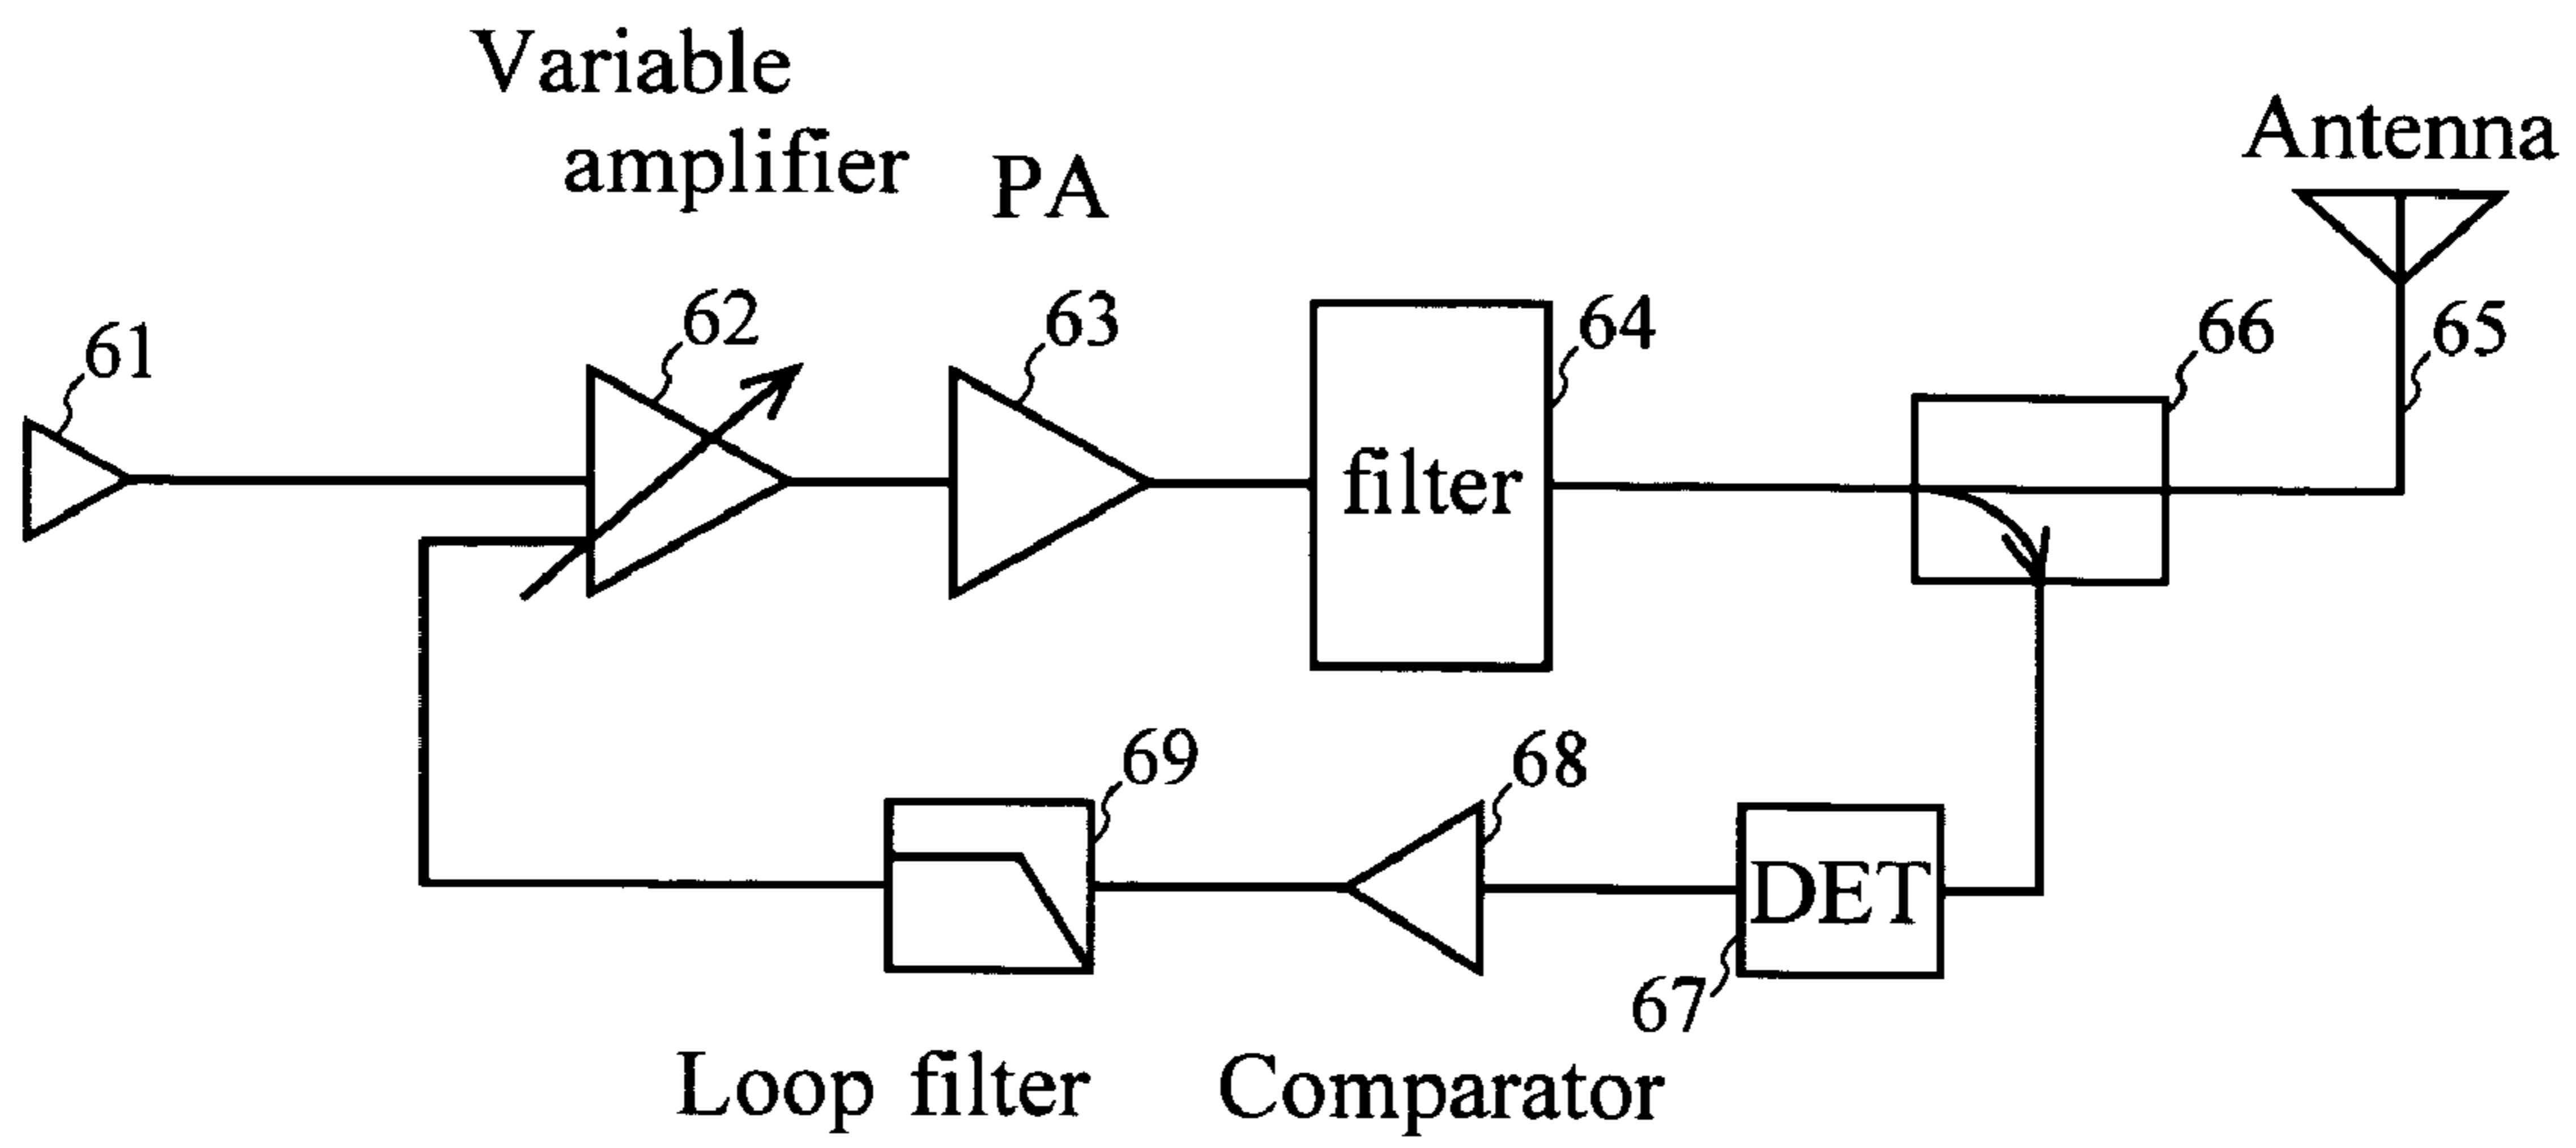 Variable
amplifier
PA
Antenna
61
62
63
64
66
65
filter
69
68
DET
67
Loop filter
Comparator